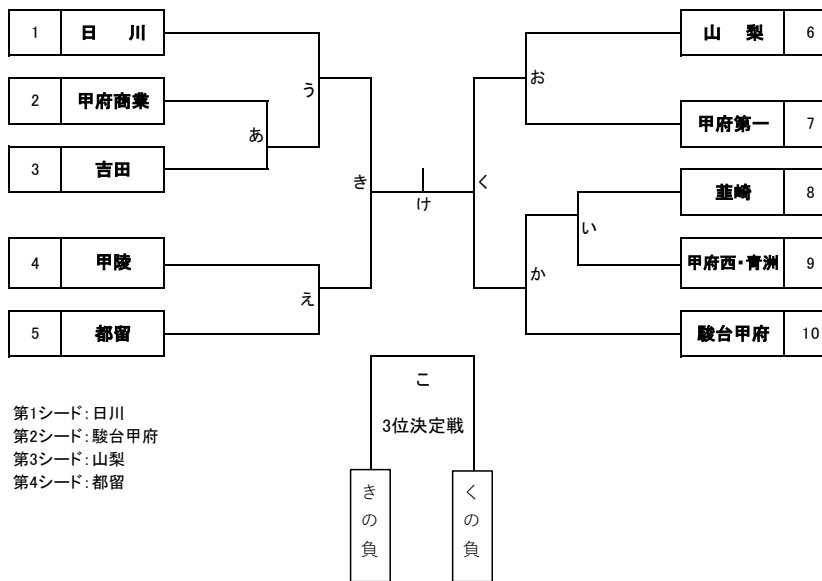 1 日 川
2 甲府商業
3 吉田
4 甲陵
5 都留
あ
う
え
き
け
く
お
い
か
山 梨 6
甲府第一 7
韮崎 8
甲府西・青洲 9
駿台甲府 10
こ
3位決定戦
きの負
くの負
第1シード:日川
第2シード:駿台甲府
第3シード:山梨
第4シード:都留